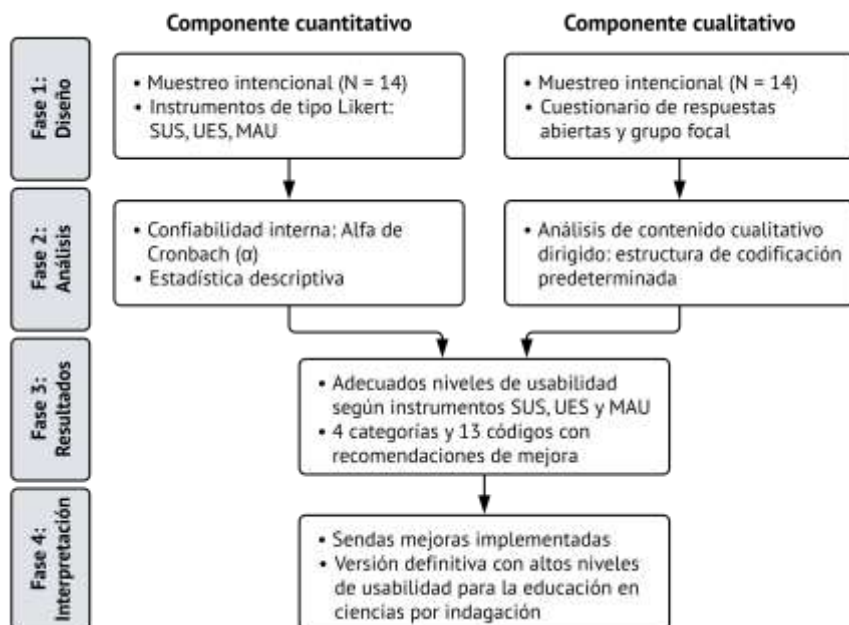 Componente cuantitativo
Componente cualitativo
Fase 1:
Diseño
• Muestreo intencional (N = 14)
• Instrumentos de tipo Likert:
SUS, UES, MAU
• Muestreo intencional (N = 14)
• Cuestionario de respuestas
abiertas y grupo focal
Fase 2:
Análisis
• Confiabilidad interna: Alfa de
Cronbach (α)
• Estadística descriptiva
• Análisis de contenido cualitativo
dirigido: estructura de codificación
predeterminada
Fase 3:
Resultados
• Adecuados niveles de usabilidad
según instrumentos SUS, UES y MAU
• 4 categorías y 13 códigos con
recomendaciones de mejora
Fase 4:
Interpretación
• Sendas mejoras implementadas
• Versión definitiva con altos niveles
de usabilidad para la educación en
ciencias por indagación